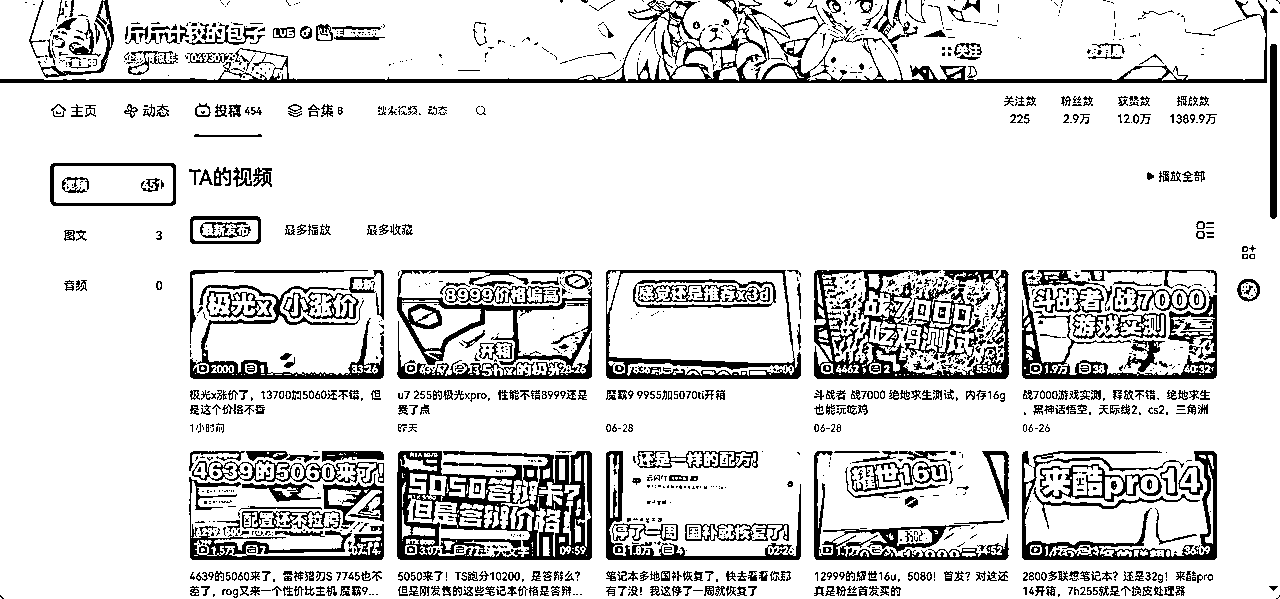 斤斤计较的包子 LV6
主页 动态 投稿 454 合集 8 搜索视频、动态
关注数 粉丝数 获赞数 播放数
225 2.9万 12.0万 1389.9万
视频 451
图文 3
音频 0
TA的视频
播放全部
最新发布 最多播放 最多收藏
极光x 小涨价
最新
2000 1 33:26
极光x涨价了，13700加5060还不错，但
是这个价格不香
1小时前
8999价格偏高
开箱
u7 255的极光xpro，性能不错8999还是
贵了点
昨天
感觉还是推荐x3d
魔霸9 9955加5070ti开箱
06-28
战7000
吃鸡测试
4462 2 55:04
斗战者 战7000 绝地求生测试，内存16g
也能玩吃鸡
06-28
斗战者 战7000
游戏实测
1.9万 38 40:32
战7000游戏实测，释放不错、绝地求生
、黑神话悟空，天际线2，cs2，三角洲
06-26
4639的5060来了!
配置还不拉胯
1.5万 7 02:14
4639的5060来了，雷神猎刃S 7745也不
差了，rog又来一个性价比主机 魔霸9...
5050答辩卡?
但是答辩价格!
3.0万 77 09:59
5050来了！TS跑分10200，是答辩么？
但是刚发售的这些笔记本价格是答辩...
还是一样的配方!
停了一周 国补就恢复了!
1.0万 4 02:26
笔记本多地国补恢复了，快去看看你那
有了没！我这停了一周就恢复了
耀世16u
12999的耀世16u，5080！首发？对这还
真是粉丝首发买的
来酷pro14
36:09
2800多联想笔记本？还是32g！来酷pro
14开箱，7h255就是个换皮处理器